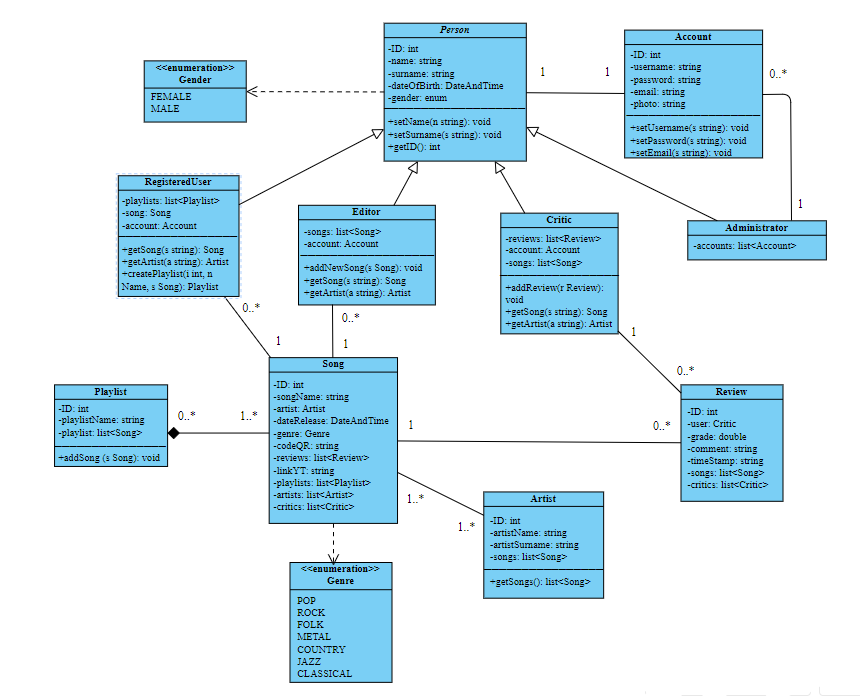 Person
-ID: int
-name: string
-surname: string
-dateOfBirth: DateAndTime
-gender: enum
+setName(n string): void
+setSurname(s string): void
+getID(): int
<<enumeration>>
Gender
FEMALE
MALE
1
1
Account
-ID: int
-username: string
-password: string
-email: string
-photo: string
+setUsername(s string): void
+setPassword(s string): void
+setEmail(s string): void
0..*
1
RegisteredUser
-playlists: list<Playlist>
-song: Song
-account: Account
+getSong(s string): Song
+getArtist(a string): Artist
+createPlaylist(i int, n
Name, s Song): Playlist
Editor
-songs: list<Song>
-account: Account
+addNewSong(s Song): void
+getSong(s string): Song
+getArtist(a string): Artist
Critic
-reviews: list<Review>
-account: Account
-songs: list<Song>
+addReview(r Review):
void
+getSong(s string): Song
+getArtist(a string): Artist
Administrator
-accounts: list<Account>
0..*
1
0..*
1
1
0..*
Playlist
-ID: int
-playlistName: string
-playlist: list<Song>
+addSong (s Song): void
0..*
1..*
Song
-ID: int
-songName: string
-artist: Artist
-dateRelease: DateAndTime
-genre: Genre
-codeQR: string
-reviews: list<Review>
-linkYT: string
-playlists: list<Playlist>
-artists: list<Artist>
-critics: list<Critic>
1
0..*
Review
-ID: int
-user: Critic
-grade: double
-comment: string
-timeStamp: string
-songs: list<Song>
-critics: list<Critic>
1..*
1..*
Artist
-ID: int
-artistName: string
-artistSurname: string
-songs: list<Song>
+getSongs(): list<Song>
<<enumeration>>
Genre
POP
ROCK
FOLK
METAL
COUNTRY
JAZZ
CLASSICAL